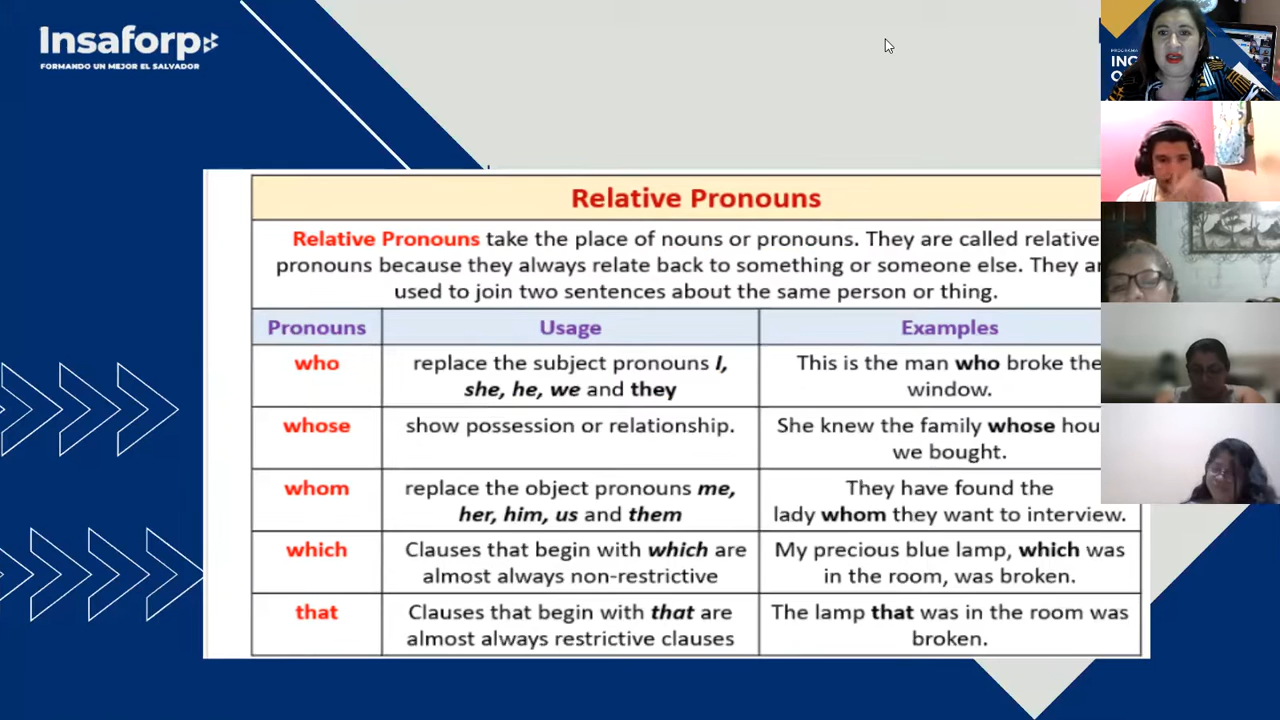 Insaforp
FORMANDO UN MEJOR EL SALVADOR
Relative Pronouns
Relative Pronouns take the place of nouns or pronouns. They are called relative
pronouns because they always relate back to something or someone else. They
used to join two sentences about the same person or thing.
Pronouns Usage Examples
who replace the subject pronouns I, This is the man who broke the
she, he, we and they window.
whose show possession or relationship. She knew the family whose
we bought.
whom replace the object pronouns me, They have found the
her, him, us and them lady whom they want to interview.
which Clauses that begin with which are My precious blue lamp, which was
almost always non-restrictive in the room, was broken.
that Clauses that begin with that are The lamp that was in the room was
almost always restrictive clauses broken.